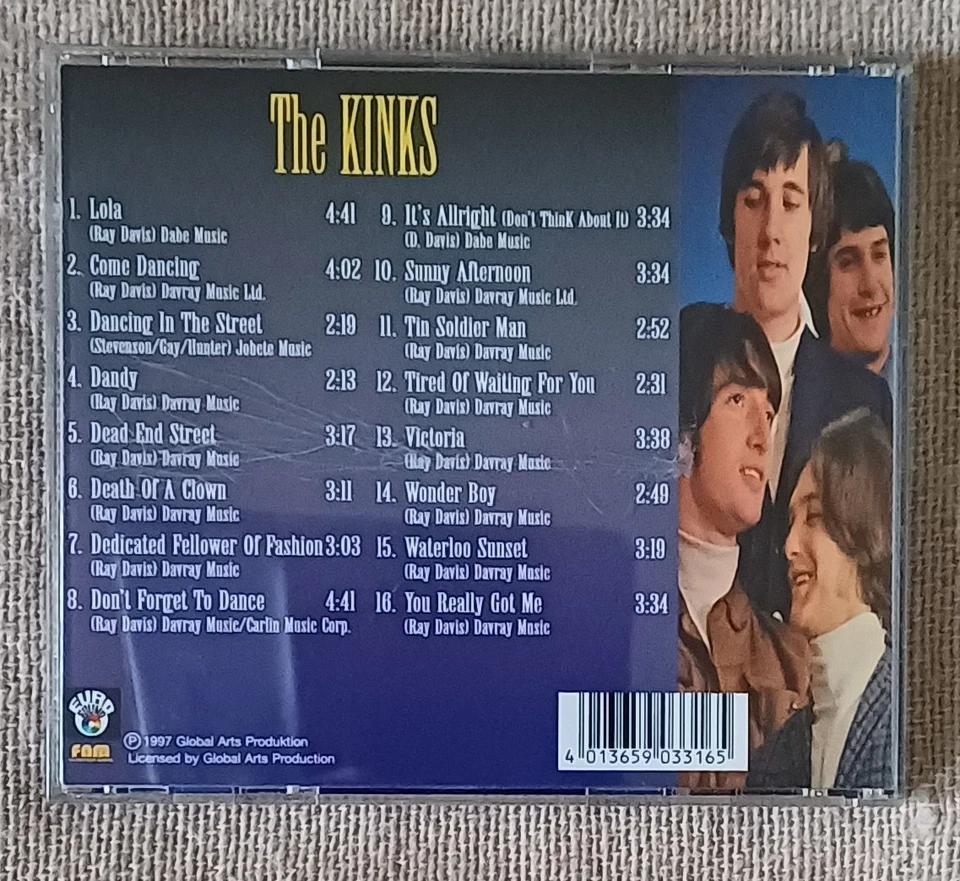 The KINKS
1. Lola 4:41
(Ray Davis) Dabe Music
2. Come Dancing 4:02
(Ray Davis) Davray Music Ltd.
3. Dancing In The Street 2:19
(Stevenson/Gay/Hunter) Jobete Music
4. Dandy 2:13
(Ray Davis) Davray Music
5. Dead End Street 3:17
(Ray Davis) Davray Music
6. Death Of A Clown 3:11
(Ray Davis) Davray Music
7. Dedicated Fellower Of Fashion 3:03
(Ray Davis) Davray Music
8. Don't Forget To Dance 4:41
(Ray Davis) Davray Music/Carlin Music Corp.
9. It's Allright (Don't Think About It) 3:34
(D. Davis) Dabe Music
10. Sunny Afternoon 3:34
(Ray Davis) Davray Music Ltd.
11. Tin Soldier Man 2:52
(Ray Davis) Davray Music
12. Tired Of Waiting For You 2:31
(Ray Davis) Davray Music
13. Victoria 3:38
(Ray Davis) Davray Music
14. Wonder Boy 2:49
(Ray Davis) Davray Music
15. Waterloo Sunset 3:19
(Ray Davis) Davray Music
16. You Really Got Me 3:34
(Ray Davis) Davray Music
EURO
FAM
Ⓟ 1997 Global Arts Produktion
Licensed by Global Arts Production
4 013659 033165